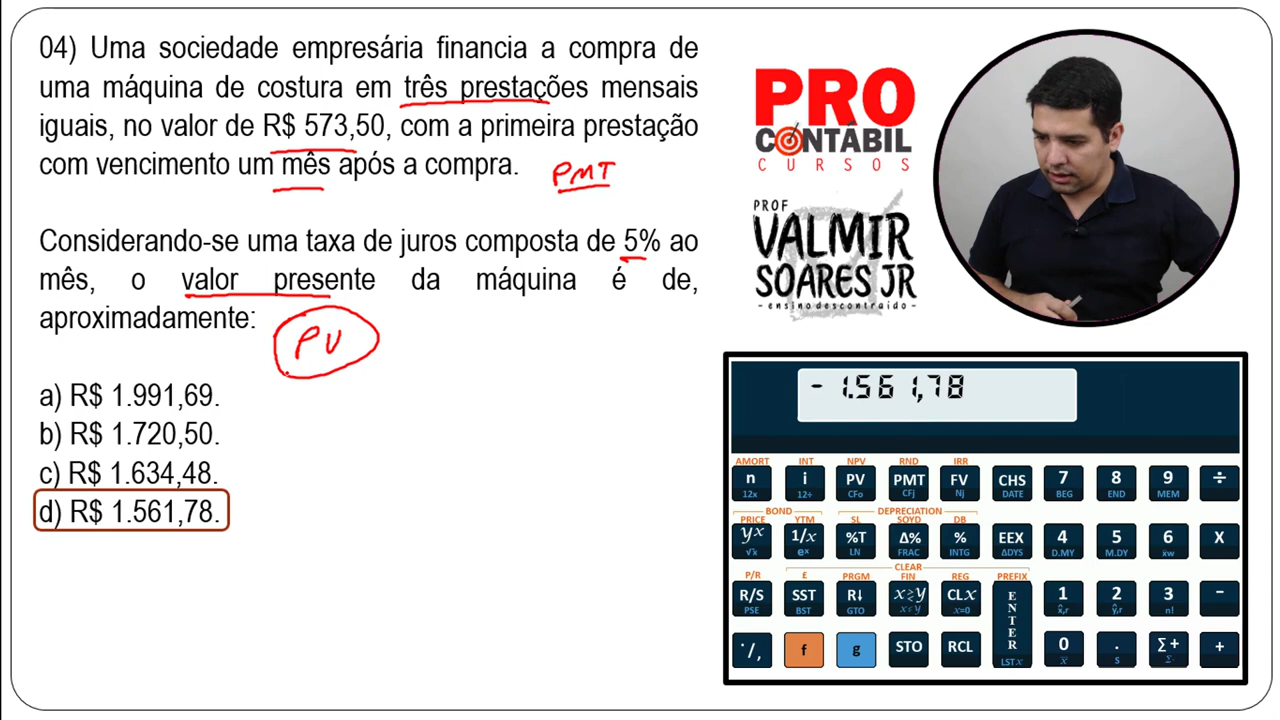 04) Uma sociedade empresária financia a compra de
uma máquina de costura em três prestações mensais
iguais, no valor de R$ 573,50, com a primeira prestação
com vencimento um mês após a compra.
PMT
Considerando-se uma taxa de juros composta de 5% ao
mês, o valor presente da máquina é de,
aproximadamente:
PV
a) R$ 1.991,69.
b) R$ 1.720,50.
c) R$ 1.634,48.
d) R$ 1.561,78.
PRO
CONTÁBIL
CURSOS
PROF
VALMIR
SOARES JR
-ensinodescontraído-
- 1.561,78
AMORT INT NPV RND IRR
n i PV PMT FV CHS 7 8 9 ÷
12x 12÷ CFo CFj Nj DATE BEG END MEM
BOND DEPRECIATION
PRICE YTM SL SOYD DB
yx 1/x %T Δ% % EEX 4 5 6 X
√x ex LN FRAC INTG ΔDYS D.MY M.DY x̄w
CLEAR
P/R £ PRGM FIN REG PREFIX
R/S SST R↓ x≷y CLx ENTER 1 2 3 -
PSE BST GTO x≤y x=0 x̂,r ŷ,r n!
·/, f g STO RCL 0 . Σ+ +
LSTx x̄ s Σ-